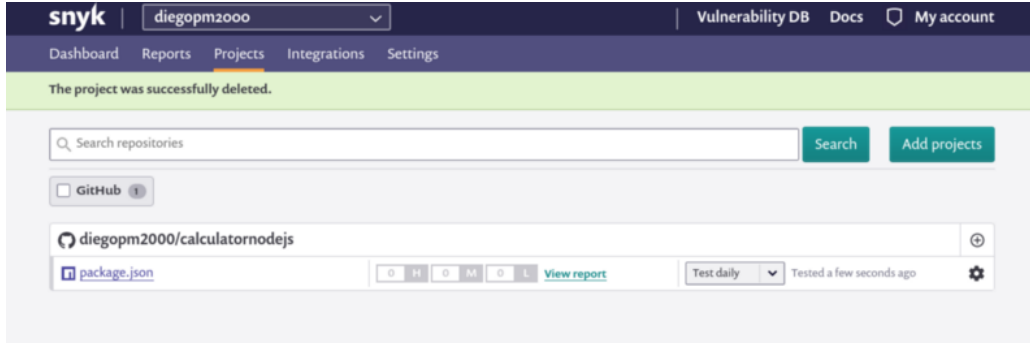 snyk diegopm2000 Vulnerability DB Docs My account
Dashboard Reports Projects Integrations Settings
The project was successfully deleted.
Search repositories Search Add projects
GitHub 1
diegopm2000/calculatornodejs
package.json 0 H 0 M 0 L View report Test daily Tested a few seconds ago